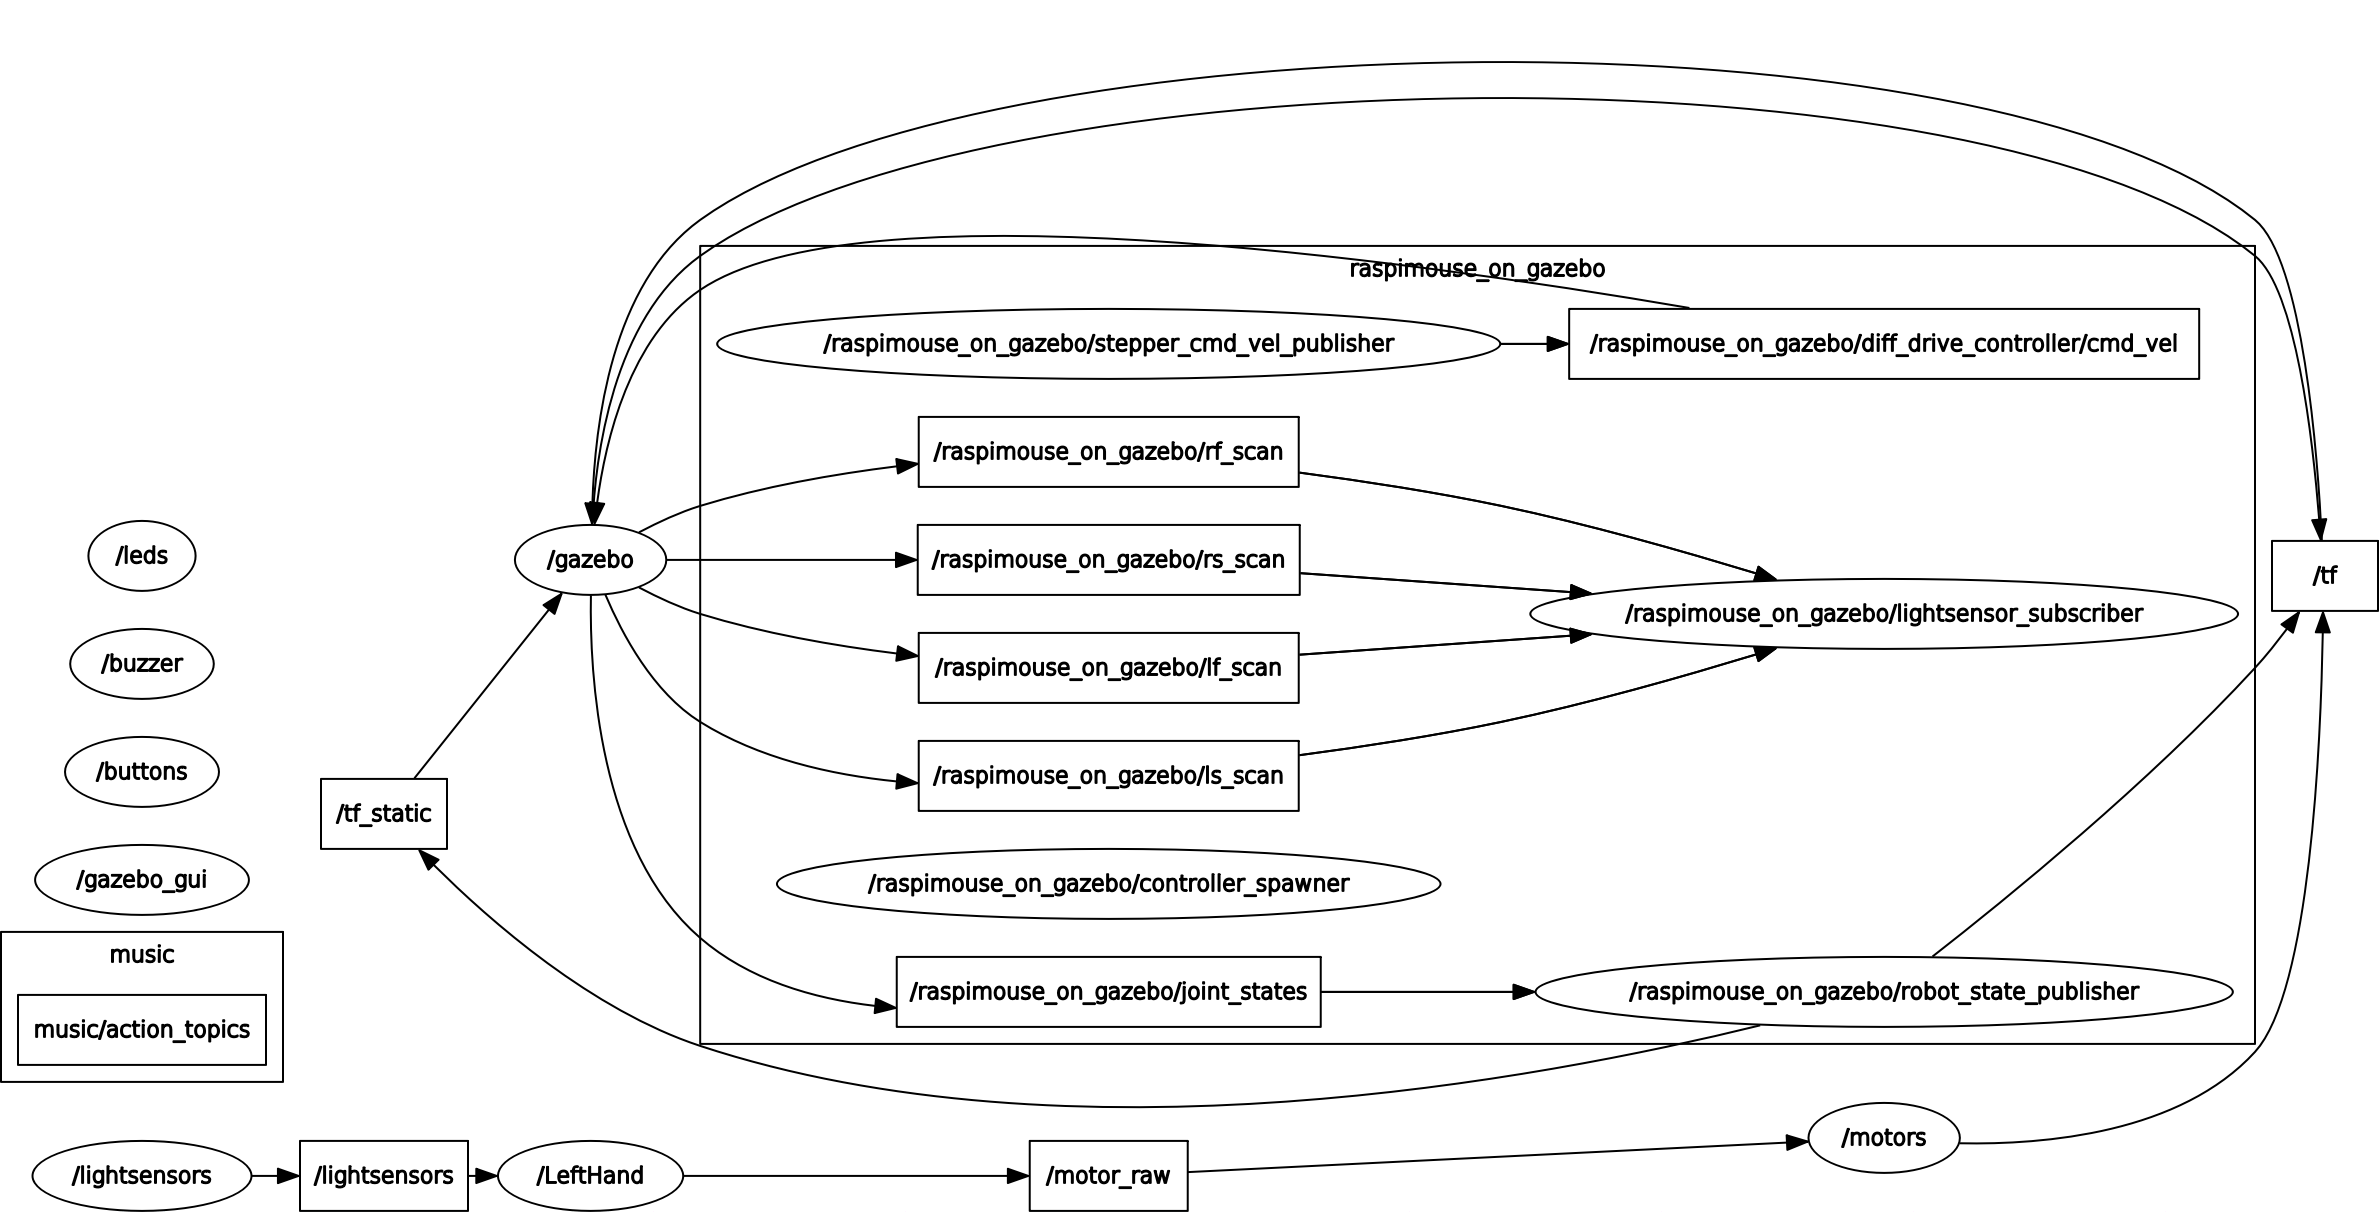 raspimouse_on_gazebo
/raspimouse_on_gazebo/stepper_cmd_vel_publisher
/raspimouse_on_gazebo/diff_drive_controller/cmd_vel
/raspimouse_on_gazebo/rf_scan
/leds
/gazebo
/raspimouse_on_gazebo/rs_scan
/tf
/raspimouse_on_gazebo/lightsensor_subscriber
/buzzer
/raspimouse_on_gazebo/lf_scan
/buttons
/raspimouse_on_gazebo/ls_scan
/tf_static
/gazebo_gui
/raspimouse_on_gazebo/controller_spawner
music
music/action_topics
/raspimouse_on_gazebo/joint_states
/raspimouse_on_gazebo/robot_state_publisher
/motors
/lightsensors
/lightsensors
/LeftHand
/motor_raw